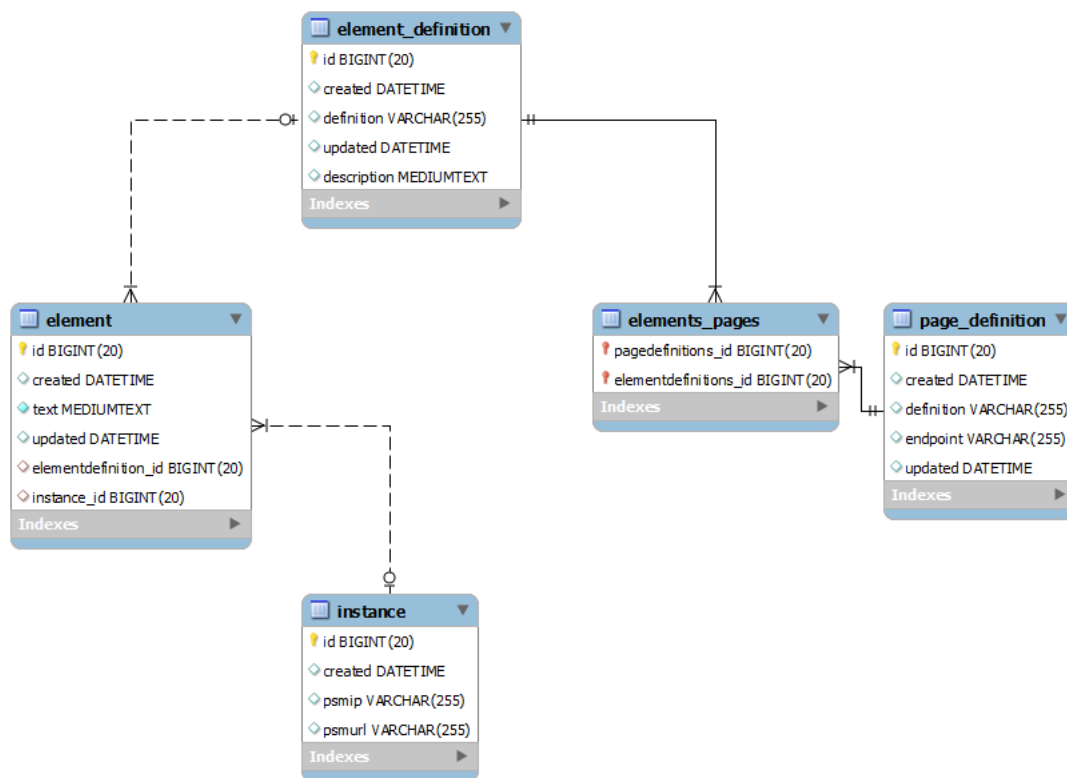 element_definition
id BIGINT(20)
created DATETIME
definition VARCHAR(255)
updated DATETIME
description MEDIUMTEXT
Indexes
element
id BIGINT(20)
created DATETIME
text MEDIUMTEXT
updated DATETIME
elementdefinition_id BIGINT(20)
instance_id BIGINT(20)
Indexes
elements_pages
pagedefinitions_id BIGINT(20)
elementdefinitions_id BIGINT(20)
Indexes
page_definition
id BIGINT(20)
created DATETIME
definition VARCHAR(255)
endpoint VARCHAR(255)
updated DATETIME
Indexes
instance
id BIGINT(20)
created DATETIME
psmip VARCHAR(255)
psmurl VARCHAR(255)
Indexes